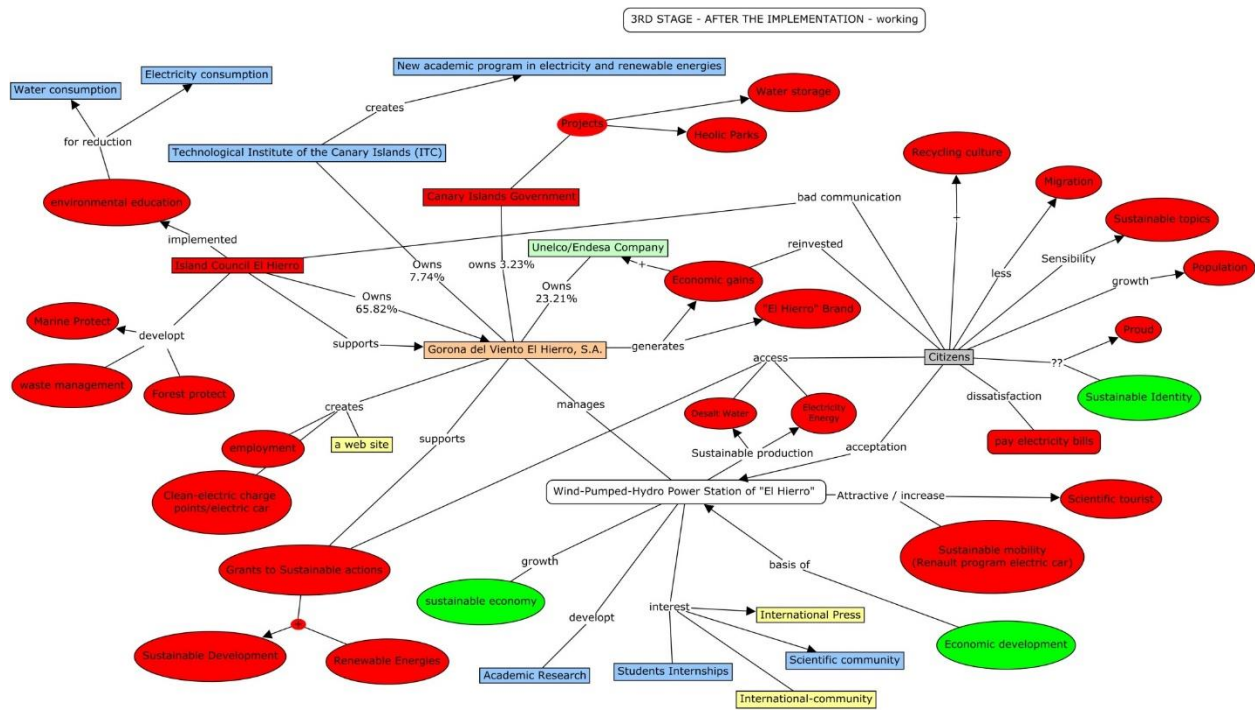 3RD STAGE - AFTER THE IMPLEMENTATION - working
Electricity consumption
Water consumption
New academic program in electricity and renewable energies
Water storage
creates
Projects
Heolic Parks
for reduction
Technological Institute of the Canary Islands (ITC)
Recycling culture
Migration
environmental education
Canary Islands Government
bad communication
+
Sustainable topics
implemented
Unelco/Endesa Company
reinvested
Sensibility
Island Council El Hierro
Owns
7.74%
owns 3.23%
+
Economic gains
less
Population
growth
Owns
65.82%
Owns
23.21%
"El Hierro" Brand
Marine Protect
developt
supports
Gorona del Viento El Hierro, S.A.
generates
access
Citizens
Proud
??
waste management
Forest protect
Sustainable Identity
creates
manages
Desalt Water
Electricity
Energy
dissatisfaction
employment
a web site
supports
Sustainable production
acceptation
pay electricity bills
Clean-electric charge
points/electric car
Wind-Pumped-Hydro Power Station of "El Hierro"
Attractive / increase
Scientific tourist
Grants to Sustainable actions
growth
basis of
Sustainable mobility
(Renault program electric car)
sustainable economy
developt
interest
International Press
+
Sustainable Development
Renewable Energies
Academic Research
Students Internships
Scientific community
Economic development
International-community